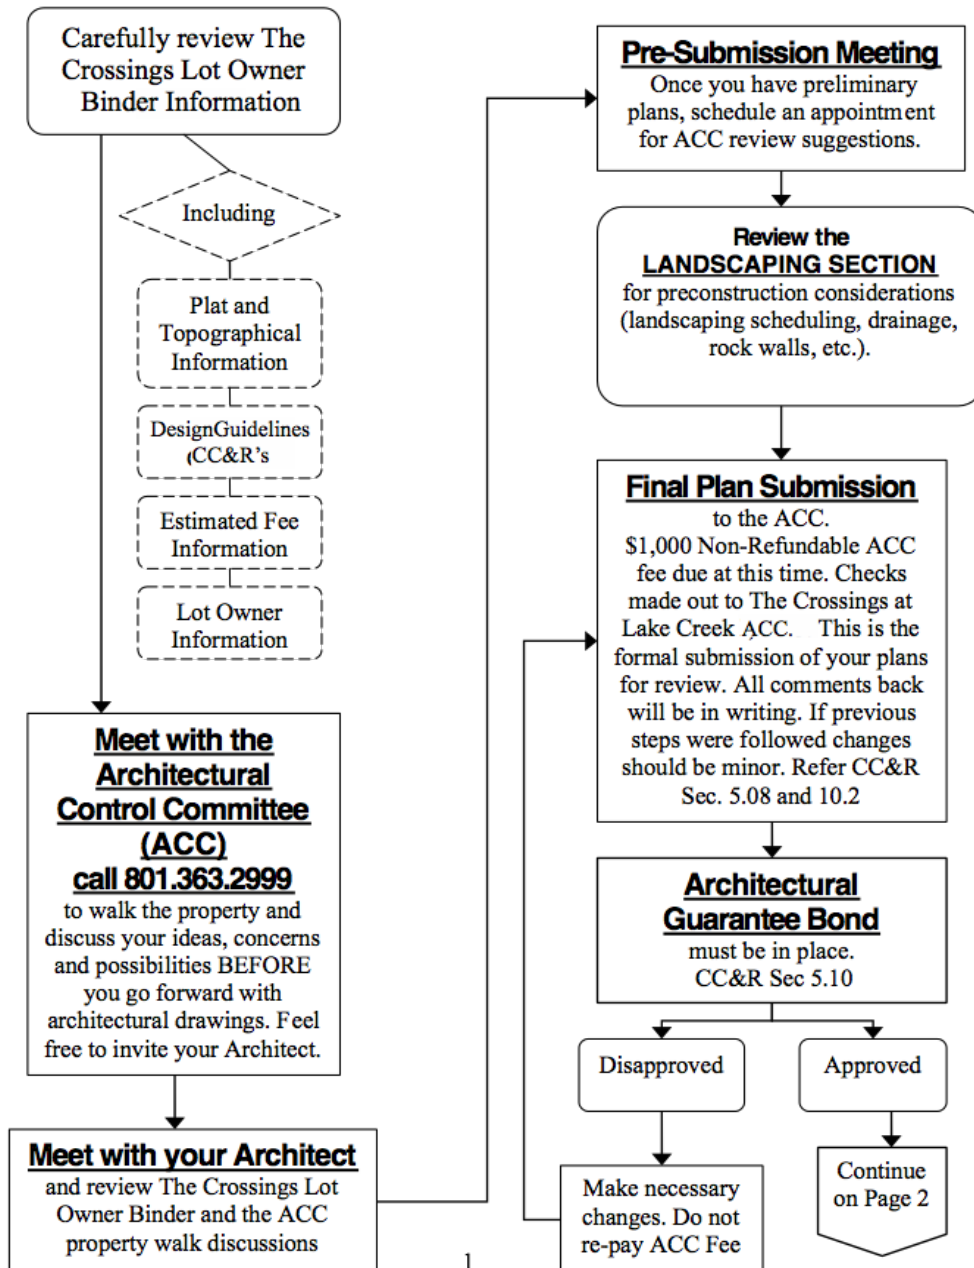 Carefully review The
Crossings Lot Owner
Binder Information
Including
Plat and
Topographical
Information
DesignGuidelines
(CC&R's
Estimated Fee
Information
Lot Owner
Information
Meet with the
Architectural
Control Committee
(ACC)
call 801.363.2999
to walk the property and
discuss your ideas, concerns
and possibilities BEFORE
you go forward with
architectural drawings. Feel
free to invite your Architect.
Meet with your Architect
and review The Crossings Lot
Owner Binder and the ACC
property walk discussions
Pre-Submission Meeting
Once you have preliminary
plans, schedule an appointment
for ACC review suggestions.
Review the
LANDSCAPING SECTION
for preconstruction considerations
(landscaping scheduling, drainage,
rock walls, etc.).
Final Plan Submission
to the ACC.
$1,000 Non-Refundable ACC
fee due at this time. Checks
made out to The Crossings at
Lake Creek ACC. This is the
formal submission of your plans
for review. All comments back
will be in writing. If previous
steps were followed changes
should be minor. Refer CC&R
Sec. 5.08 and 10.2
Architectural
Guarantee Bond
must be in place.
CC&R Sec 5.10
Disapproved
Approved
Make necessary
changes. Do not
re-pay ACC Fee
Continue
on Page 2
1